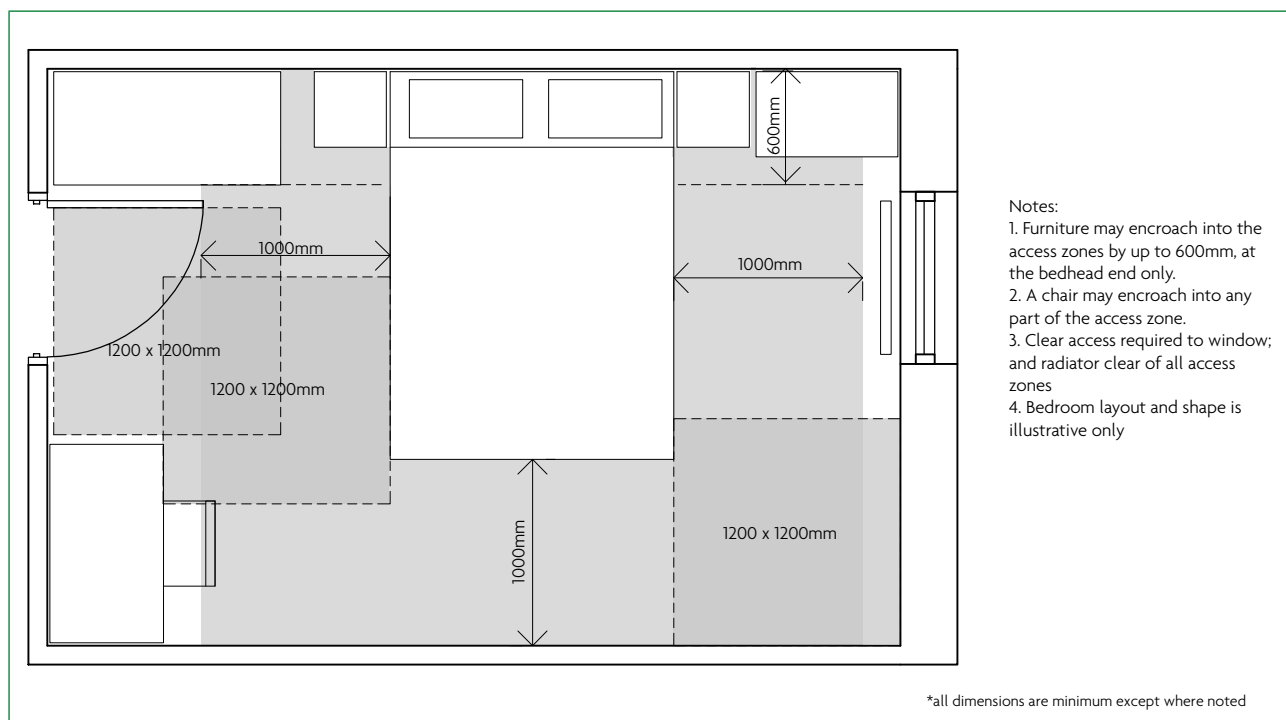 600mm
1000mm
1000mm
1200 x 1200mm
1200 x 1200mm
1000mm
1200 x 1200mm
Notes:
1. Furniture may encroach into the
access zones by up to 600mm, at
the bedhead end only.
2. A chair may encroach into any
part of the access zone.
3. Clear access required to window;
and radiator clear of all access
zones
4. Bedroom layout and shape is
illustrative only
*all dimensions are minimum except where noted